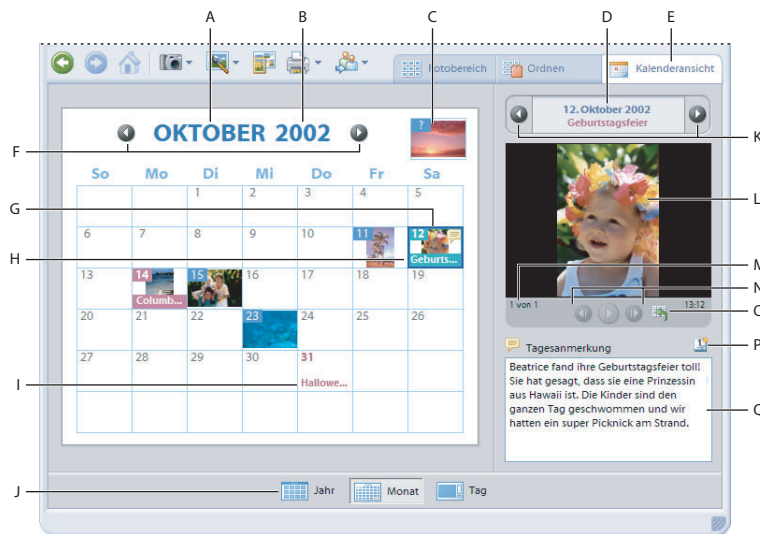 A B C D E
Fotobereich Ordnen Kalenderansicht
OKTOBER 2002
?
12. Oktober 2002
Geburtstagsfeier
F
K
So Mo Di Mi Do Fr Sa
1 2 3 4 5
G
L
6 7 8 9 10 11 12
Geburts...
H
13 14 15 16 17 18 19
Columb...
M
1 von 1 13:12
N
O
20 21 22 23 24 25 26
Tagesanmerkung
P
27 28 29 30 31
Hallowe...
I
Beatrice fand ihre Geburtstagsfeier toll!
Sie hat gesagt, dass sie eine Prinzessin
aus Hawaii ist. Die Kinder sind den
ganzen Tag geschwommen und wir
hatten ein super Picknick am Strand.
Q
J
Jahr Monat Tag